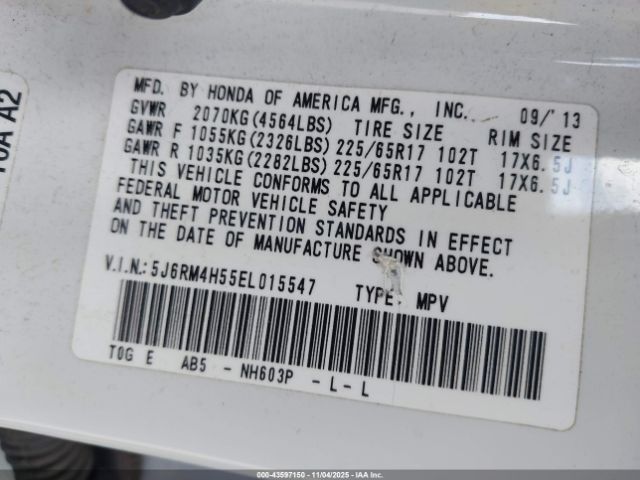 10A A2
MFD. BY HONDA OF AMERICA MFG., INC. 09/'13
GVWR 2070KG(4564LBS) TIRE SIZE RIM SIZE
GAWR F 1055KG(2326LBS) 225/65R17 102T 17X6.5J
GAWR R 1035KG(2282LBS) 225/65R17 102T 17X6.5J
THIS VEHICLE CONFORMS TO ALL APPLICABLE
FEDERAL MOTOR VEHICLE SAFETY
AND THEFT PREVENTION STANDARDS IN EFFECT
ON THE DATE OF MANUFACTURE SHOWN ABOVE.
V.I.N.: 5J6RM4H55EL015547 TYPE: MPV
T0G E AB5 - NH603P - L - L
© 43597150 - 11/04/2025 - IAA, LLC